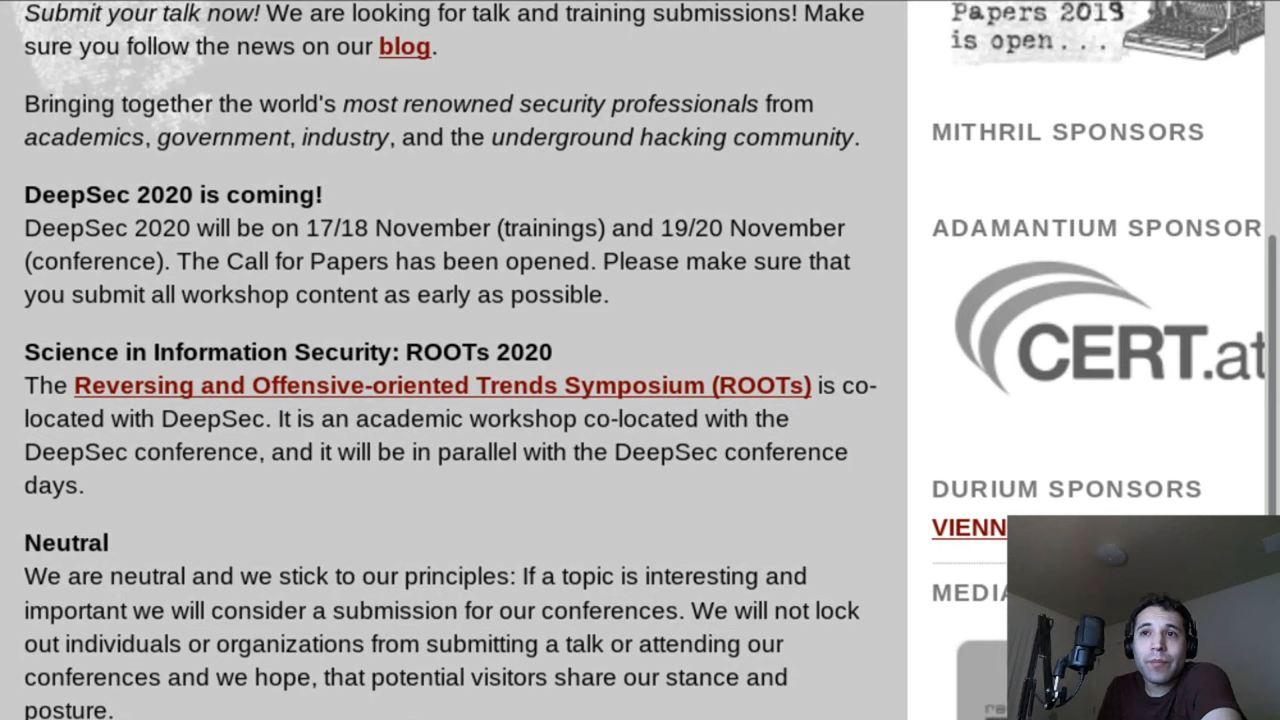 Submit your talk now! We are looking for talk and training submissions! Make
sure you follow the news on our blog.
Bringing together the world's most renowned security professionals from
academics, government, industry, and the underground hacking community.
DeepSec 2020 is coming!
DeepSec 2020 will be on 17/18 November (trainings) and 19/20 November
(conference). The Call for Papers has been opened. Please make sure that
you submit all workshop content as early as possible.
Science in Information Security: ROOTs 2020
The Reversing and Offensive-oriented Trends Symposium (ROOTs) is co-
located with DeepSec. It is an academic workshop co-located with the
DeepSec conference, and it will be in parallel with the DeepSec conference
days.
Neutral
We are neutral and we stick to our principles: If a topic is interesting and
important we will consider a submission for our conferences. We will not lock
out individuals or organizations from submitting a talk or attending our
conferences and we hope, that potential visitors share our stance and
posture.
Papers 2019
is open...
MITHRIL SPONSORS
ADAMANTIUM SPONSOR
CERT.at
DURIUM SPONSORS
VIENN
MEDIA